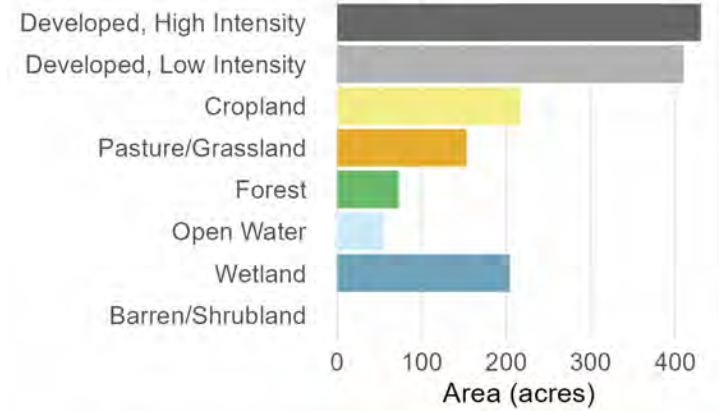 Developed, High Intensity
Developed, Low Intensity
Cropland
Pasture/Grassland
Forest
Open Water
Wetland
Barren/Shrubland
0 100 200 300 400
Area (acres)